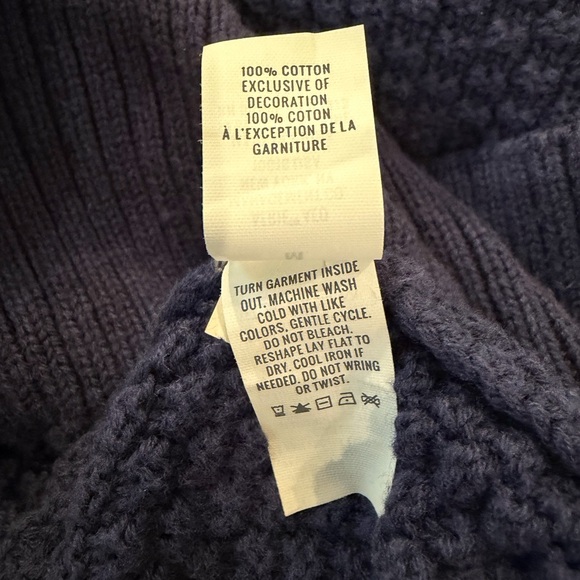 100% COTTON
EXCLUSIVE OF
DECORATION
100% COTON
À L'EXCEPTION DE LA
GARNITURE
TURN GARMENT INSIDE
OUT. MACHINE WASH
COLD WITH LIKE
COLORS. GENTLE CYCLE.
DO NOT BLEACH.
RESHAPE LAY FLAT TO
DRY. COOL IRON IF
NEEDED. DO NOT WRING
OR TWIST.